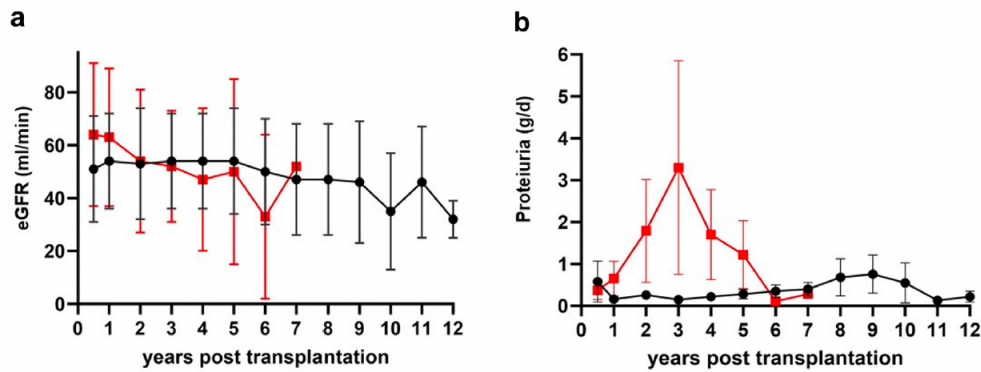 a
eGFR (ml/min)
80
60
40
20
0
0 1 2 3 4 5 6 7 8 9 10 11 12
years post transplantation
b
Proteiuria (g/d)
6
5
4
3
2
1
0
0 1 2 3 4 5 6 7 8 9 10 11 12
years post transplantation